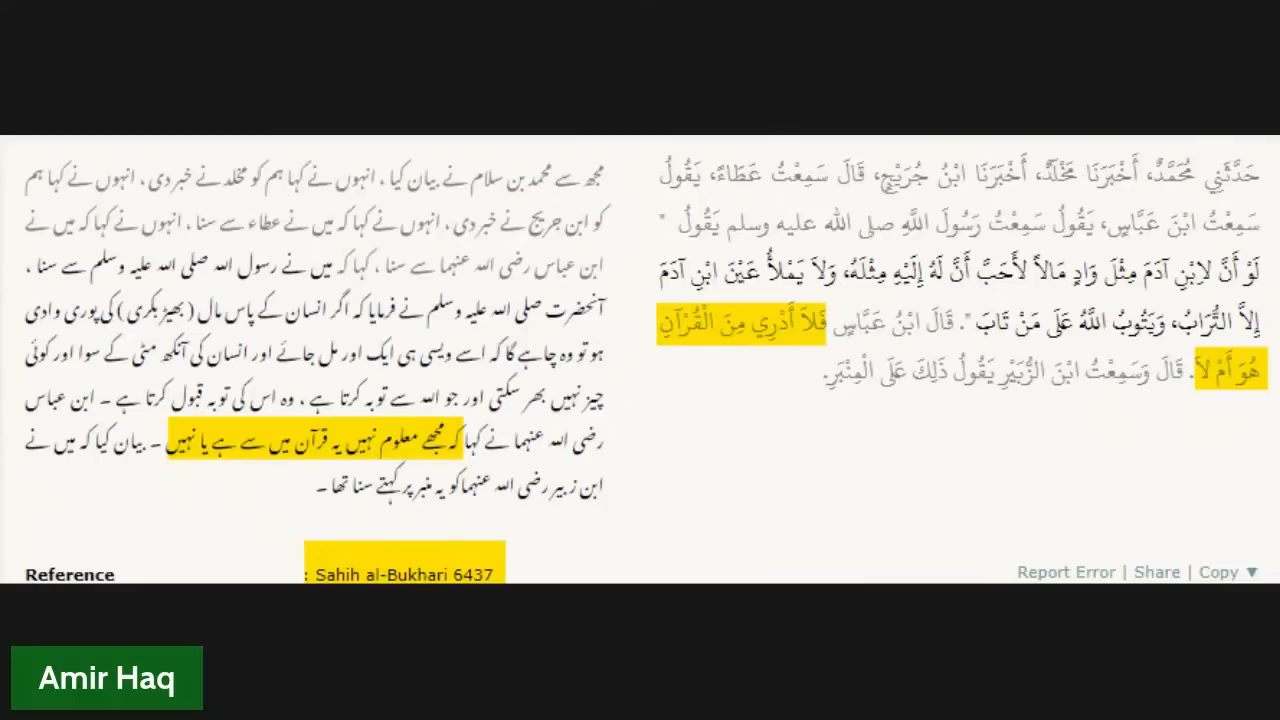 حَدَّثَنِي مُحَمَّدٌ، أَخْبَرَنَا مَخْلَدٌ، أَخْبَرَنَا ابْنُ جُرَيْجٍ، قَالَ سَمِعْتُ عَطَاءً، يَقُولُ
سَمِعْتُ ابْنَ عَبَّاسٍ، يَقُولُ سَمِعْتُ رَسُولَ اللَّهِ صلى الله عليه وسلم يَقُولُ ‏"‏
لَوْ أَنَّ لاِبْنِ آدَمَ مِثْلَ وَادٍ مَالاً لأَحَبَّ أَنَّ لَهُ إِلَيْهِ مِثْلَهُ، وَلاَ يَمْلأُ عَيْنَ ابْنِ آدَمَ
إِلاَّ التُّرَابُ، وَيَتُوبُ اللَّهُ عَلَى مَنْ تَابَ ‏"‏‏.‏ قَالَ ابْنُ عَبَّاسٍ فَلاَ أَدْرِي مِنَ الْقُرْآنِ
هُوَ أَمْ لاَ‏.‏ قَالَ وَسَمِعْتُ ابْنَ الزُّبَيْرِ يَقُولُ ذَلِكَ عَلَى الْمِنْبَرِ‏.‏
مجھ سے محمد بن سلام نے بیان کیا ، انہوں نے کہا ہم کو مخلد نے خبر دی ، انہوں نے کہا ہم
کو ابن جریج نے خبر دی ، انہوں نے کہا کہ میں نے عطاء سے سنا ، انہوں نے کہا کہ میں نے
ابن عباس رضی اللہ عنہما سے سنا ، کہا کہ میں نے رسول اللہ صلی اللہ علیہ وسلم سے سنا ،
آنحضرت صلی اللہ علیہ وسلم نے فرمایا کہ اگر انسان کے پاس مال ( بھیڑ بکری ) کی پوری وادی
ہو تو وہ چاہے گا کہ اسے ویسی ہی ایک اور مل جائے اور انسان کی آنکھ مٹی کے سوا اور کوئی
چیز نہیں بھر سکتی اور جو اللہ سے توبہ کرتا ہے ، وہ اس کی توبہ قبول کرتا ہے ۔ ابن عباس
رضی اللہ عنہما نے کہا کہ مجھے معلوم نہیں یہ قرآن میں سے ہے یا نہیں ۔ بیان کیا کہ میں نے
ابن زبیر رضی اللہ عنہما کو یہ منبر پر کہتے سنا تھا ۔
Reference : Sahih al-Bukhari 6437
Report Error | Share | Copy ▼
Amir Haq